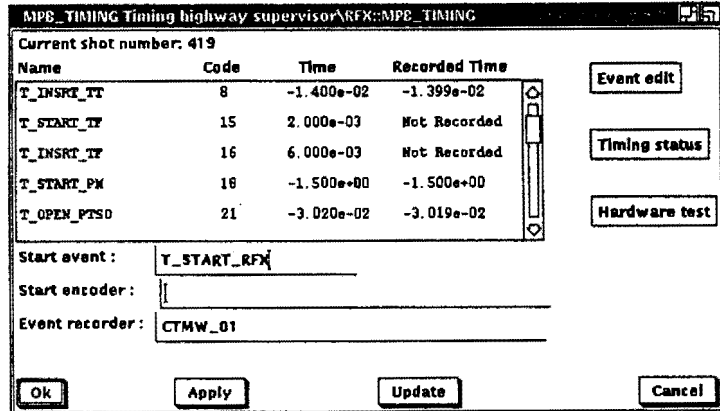 MPB_TIMING Timing highway supervisor\RFX::MPB_TIMING
Current shot number: 419
Name Code Time Recorded Time
T_INSRT_TT 8 -1.400e-02 -1.399e-02
T_START_TF 15 2.000e-03 Not Recorded
T_INSRT_TF 16 6.000e-03 Not Recorded
T_START_PM 18 -1.500e+00 -1.500e+00
T_OPEN_PTSO 21 -3.020e-02 -3.019e-02
Event edit
Timing status
Hardware test
Start event : T_START_RFX
Start encoder :
Event recorder : CTMW_01
Ok Apply Update Cancel